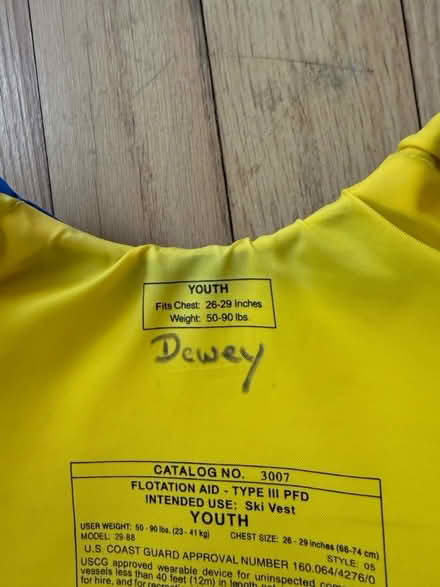 YOUTH
Fits Chest: 26-29 Inches
Weight: 50-90 lbs.
Dewey
CATALOG NO. 3007
FLOTATION AID - TYPE III PFD
INTENDED USE: Ski Vest
YOUTH
USER WEIGHT: 50 - 90 lbs. (23 - 41 kg) CHEST SIZE: 26 - 29 inches (66-74 cm)
MODEL: 29-88 STYLE: 05
U.S. COAST GUARD APPROVAL NUMBER 160.064/4276/0
USCG approved wearable device for uninspected
vessels less than 40 feet (12m) in length not
for hire, and for